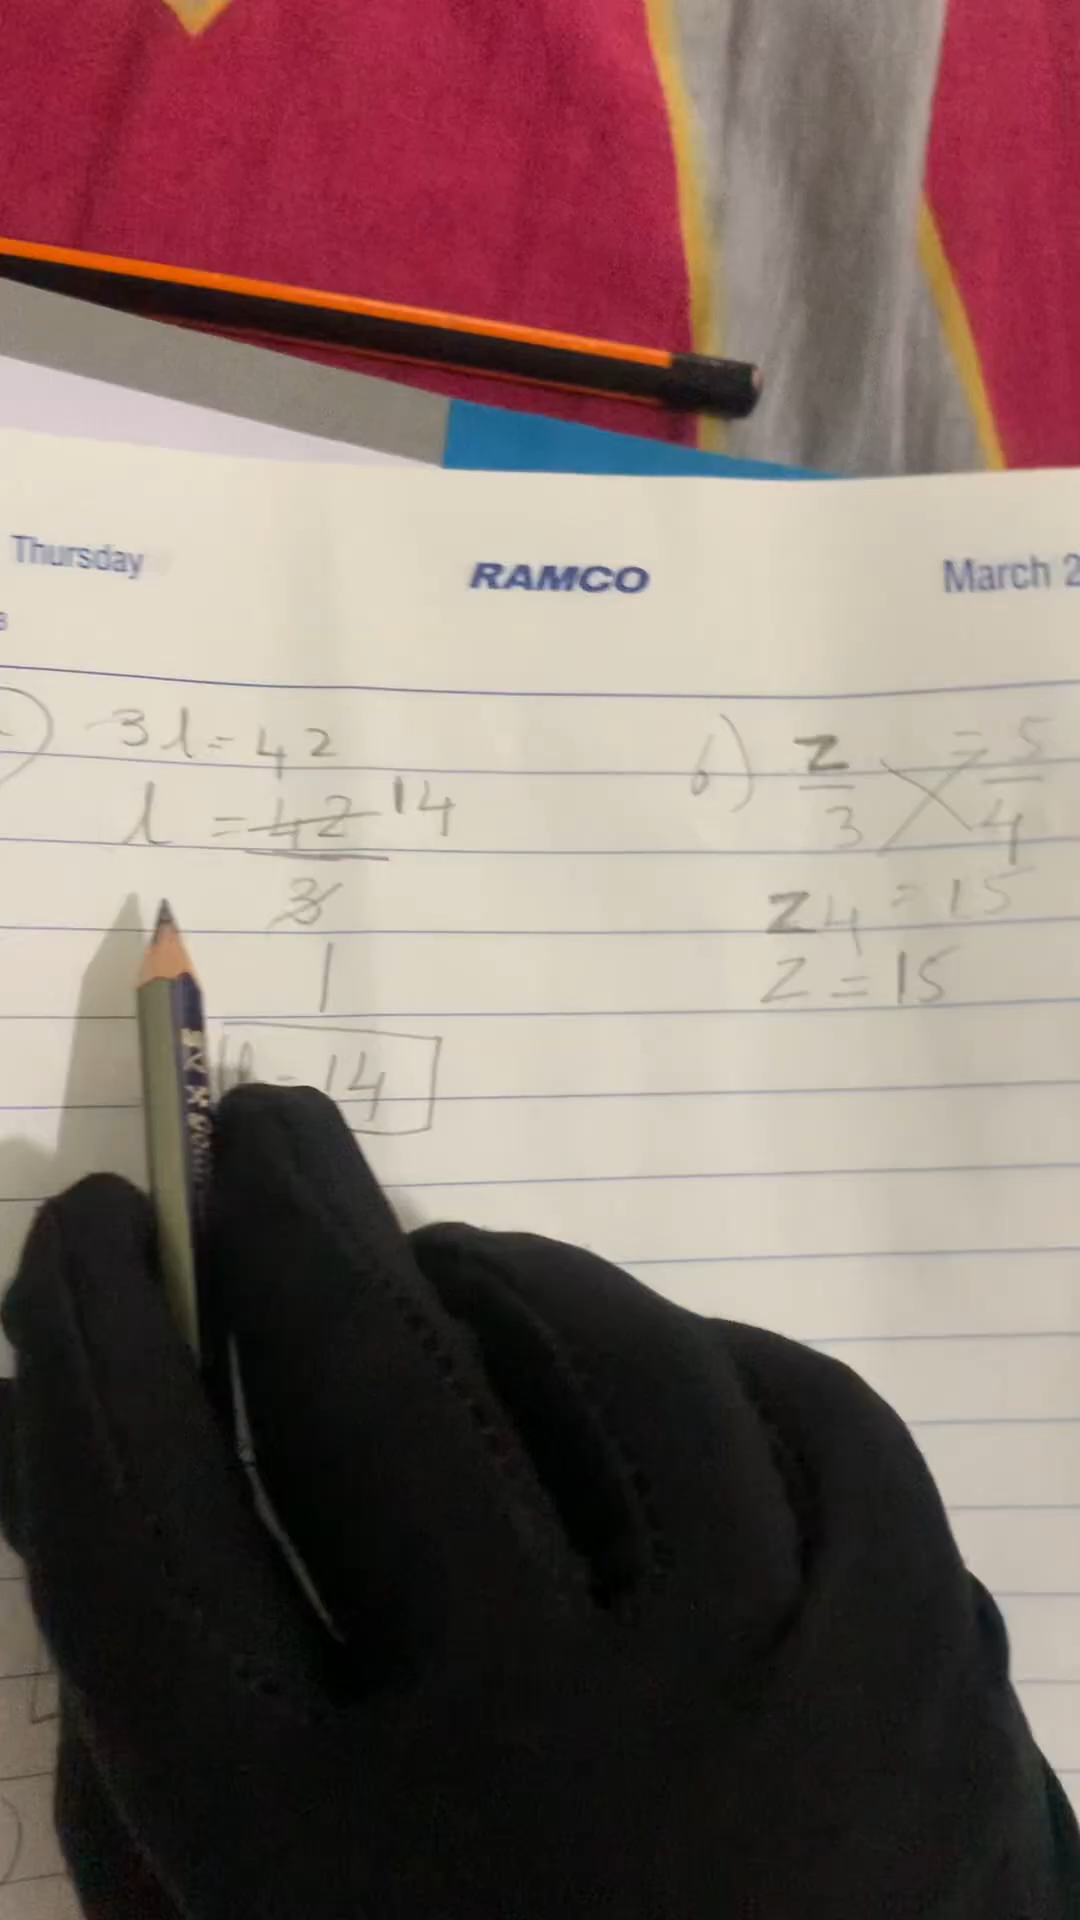 Thursday RAMCO March 2
3l = 42
l = 42 14
3
1
= 14
6) z/3 = 5/4
z4 = 15
z = 15